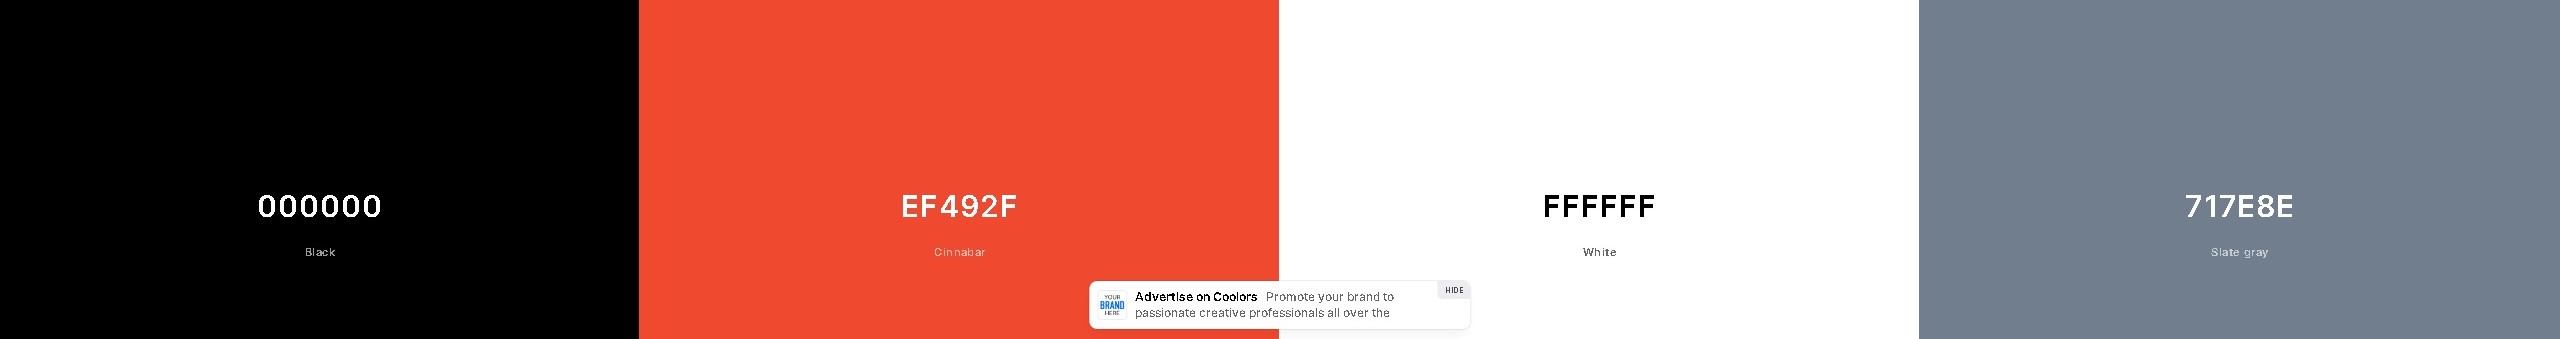 000000
Black
EF492F
Cinnabar
FFFFFF
White
717E8E
Slate gray
YOUR
BRAND
HERE
Advertise on Coolors Promote your brand to
passionate creative professionals all over the
HIDE